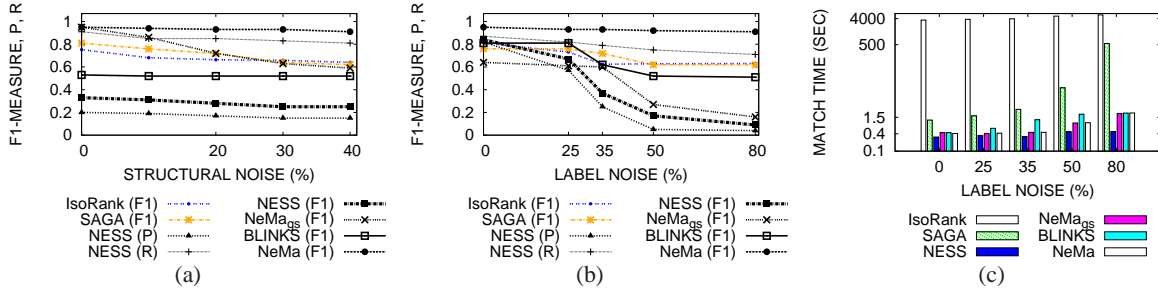 F1-MEASURE, P, R
1
0.8
0.6
0.4
0.2
0
0 10 20 30 40
STRUCTURAL NOISE (%)
IsoRank (F1)
SAGA (F1)
NESS (P)
NESS (R)
NESS (F1)
NeMags (F1)
BLINKS (F1)
NeMa (F1)
(a)
F1-MEASURE, P, R
1
0.8
0.6
0.4
0.2
0
0 25 35 50 80
LABEL NOISE (%)
IsoRank (F1)
SAGA (F1)
NESS (P)
NESS (R)
NESS (F1)
NeMags (F1)
BLINKS (F1)
NeMa (F1)
(b)
MATCH TIME (SEC)
4000
500
1.5
0.4
0.1
0 25 35 50 80
LABEL NOISE (%)
IsoRank
SAGA
NESS
NeMags
BLINKS
NeMa
(c)